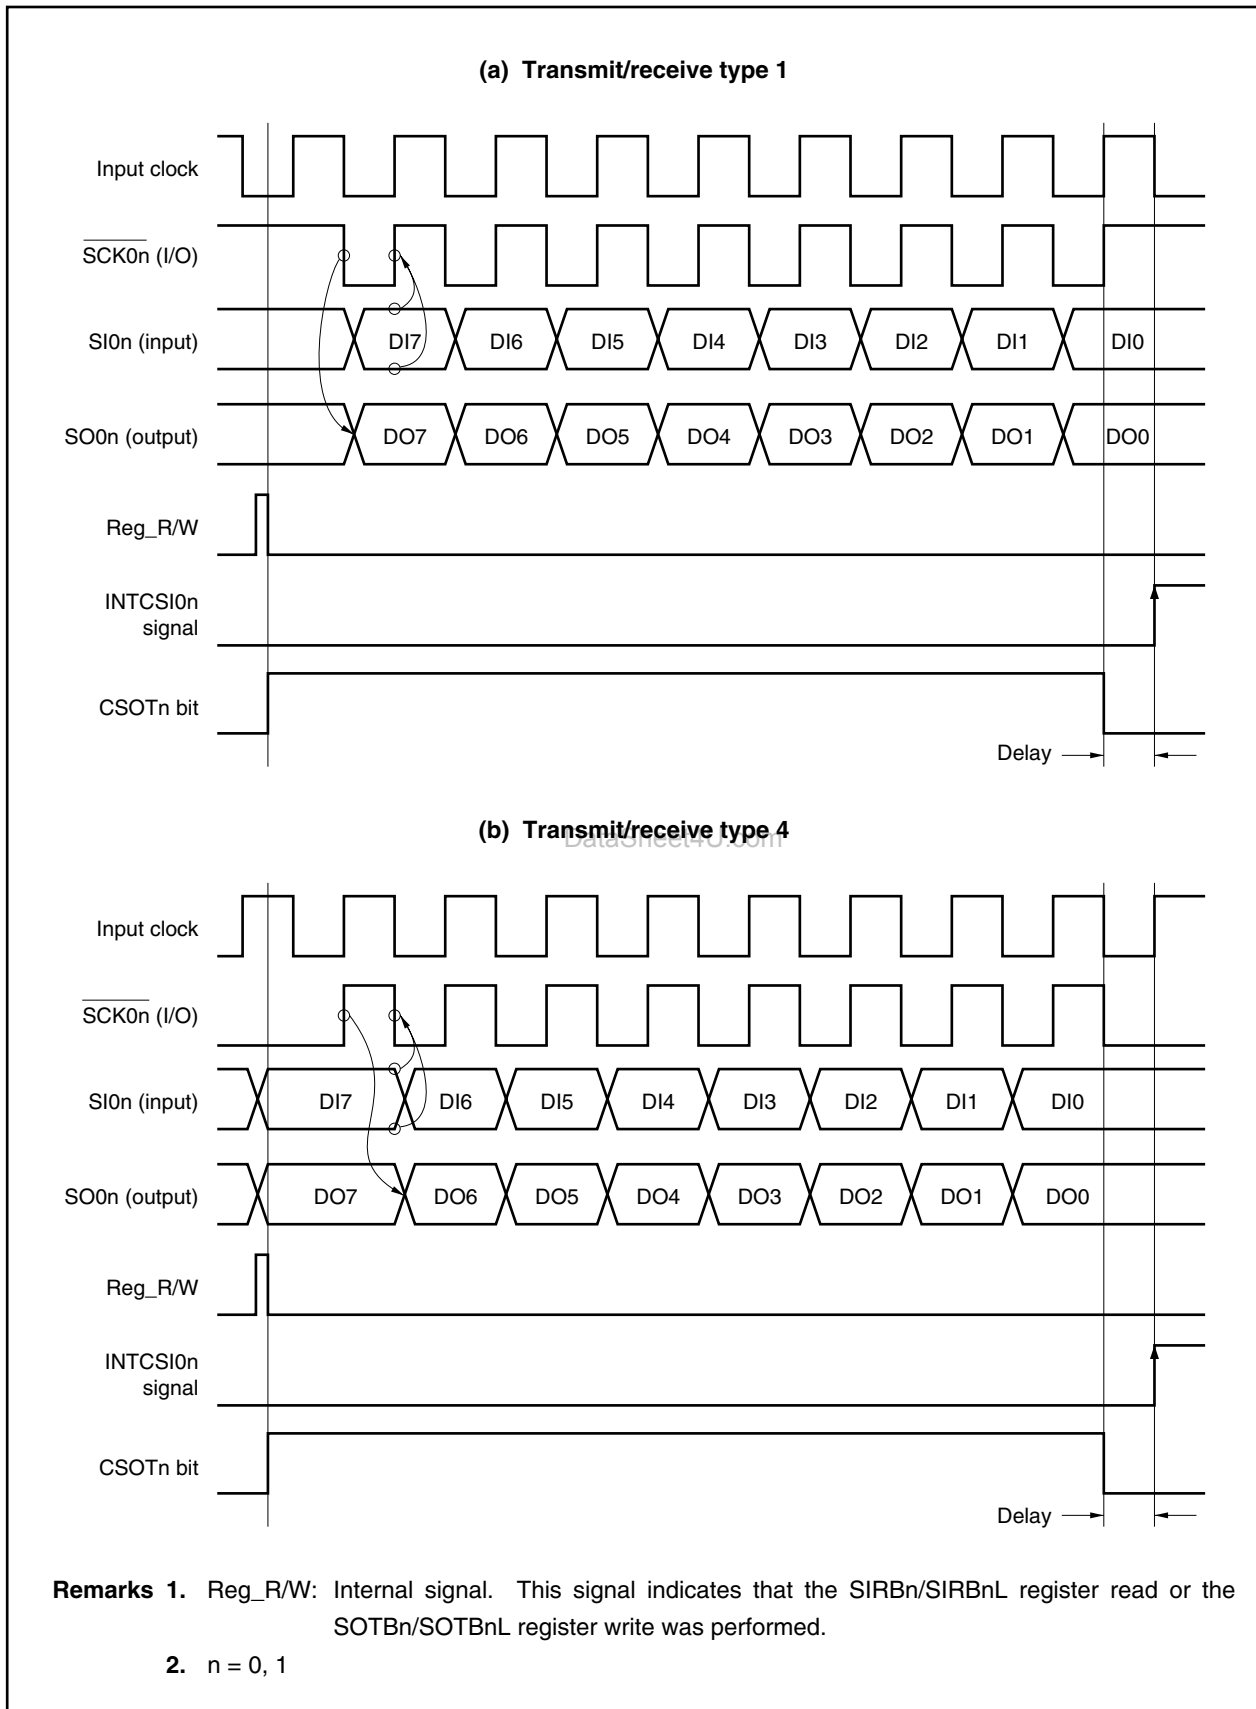 (a) Transmit/receive type 1
Input clock
SCK0n (I/O)
SI0n (input)
DI7 DI6 DI5 DI4 DI3 DI2 DI1 DI0
SO0n (output)
DO7 DO6 DO5 DO4 DO3 DO2 DO1 DO0
Reg_R/W
INTCSI0n
signal
CSOTn bit
Delay
(b) Transmit/receive type 4
DataSheet4U.com
Input clock
SCK0n (I/O)
SI0n (input)
DI7 DI6 DI5 DI4 DI3 DI2 DI1 DI0
SO0n (output)
DO7 DO6 DO5 DO4 DO3 DO2 DO1 DO0
Reg_R/W
INTCSI0n
signal
CSOTn bit
Delay
Remarks 1. Reg_R/W: Internal signal. This signal indicates that the SIRBn/SIRBnL register read or the
SOTBn/SOTBnL register write was performed.
2. n = 0, 1